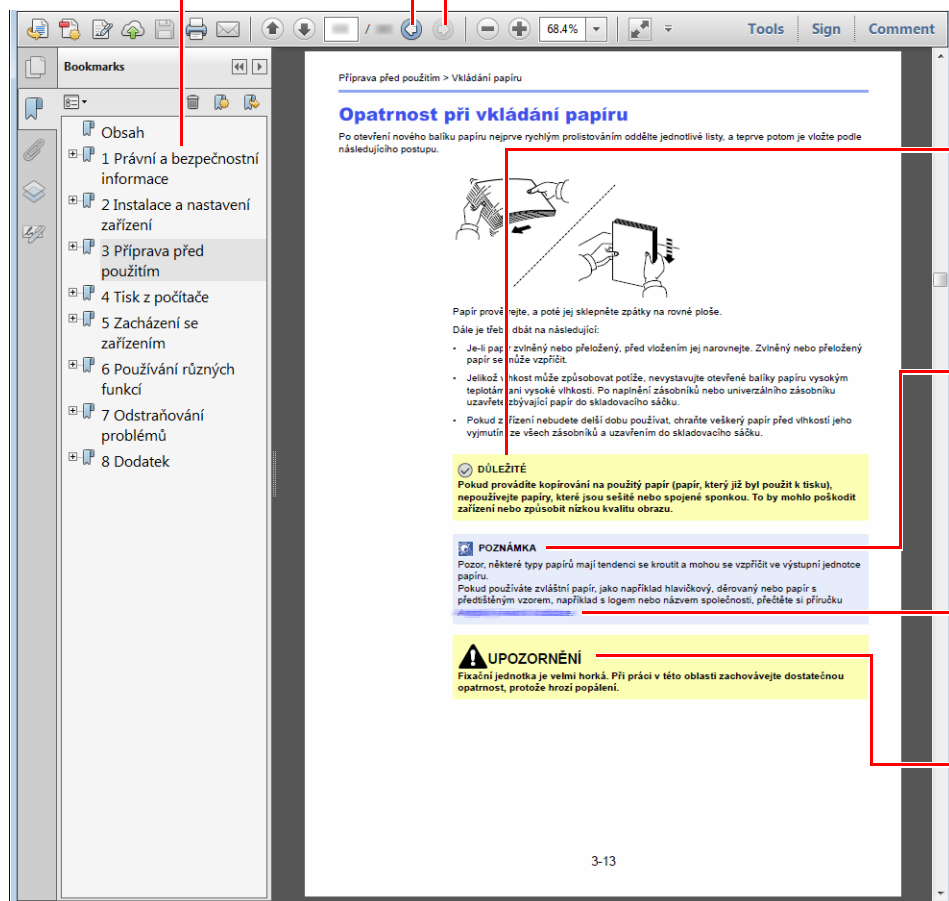 /
68.4%
Tools
Sign
Comment
Bookmarks
Obsah
1 Právní a bezpečnostní
informace
2 Instalace a nastavení
zařízení
3 Příprava před
použitím
4 Tisk z počítače
5 Zacházení se
zařízením
6 Používání různých
funkcí
7 Odstraňování
problémů
8 Dodatek
Příprava před použitím > Vkládání papíru
Opatrnost při vkládání papíru
Po otevření nového balíku papíru nejprve rychlým prolistováním oddělte jednotlivé listy, a teprve potom je vložte podle
následujícího postupu.
Papír prověřejte, a poté jej sklepněte zpátky na rovné ploše.
Dále je třeba dbát na následující:
• Je-li papír zvlněný nebo přeložený, před vložením jej narovnejte. Zvlněný nebo přeložený
papír se může vzpříčit.
• Jelikož vlhkost může způsobovat potíže, nevystavujte otevřené balíky papíru vysokým
teplotám ani vysoké vlhkosti. Po naplnění zásobníků nebo univerzálního zásobníku
uzavřete zbývající papír do skladovacího sáčku.
• Pokud zařízení nebudete delší dobu používat, chraňte veškerý papír před vlhkostí jeho
vyjmutím ze všech zásobníků a uzavřením do skladovacího sáčku.
DŮLEŽITÉ
Pokud provádíte kopírování na použitý papír (papír, který již byl použit k tisku),
nepoužívejte papíry, které jsou sešité nebo spojené sponkou. To by mohlo poškodit
zařízení nebo způsobit nízkou kvalitu obrazu.
POZNÁMKA
Pozor, některé typy papírů mají tendenci se kroutit a mohou se vzpříčit ve výstupní jednotce
papíru.
Pokud používáte zvláštní papír, jako například hlavičkový, děrovaný nebo papír s
předtištěným vzorem, například s logem nebo názvem společnosti, přečtěte si příručku
UPOZORNĚNÍ
Fixační jednotka je velmi horká. Při práci v této oblasti zachovávejte dostatečnou
opatrnost, protože hrozí popálení.
3-13